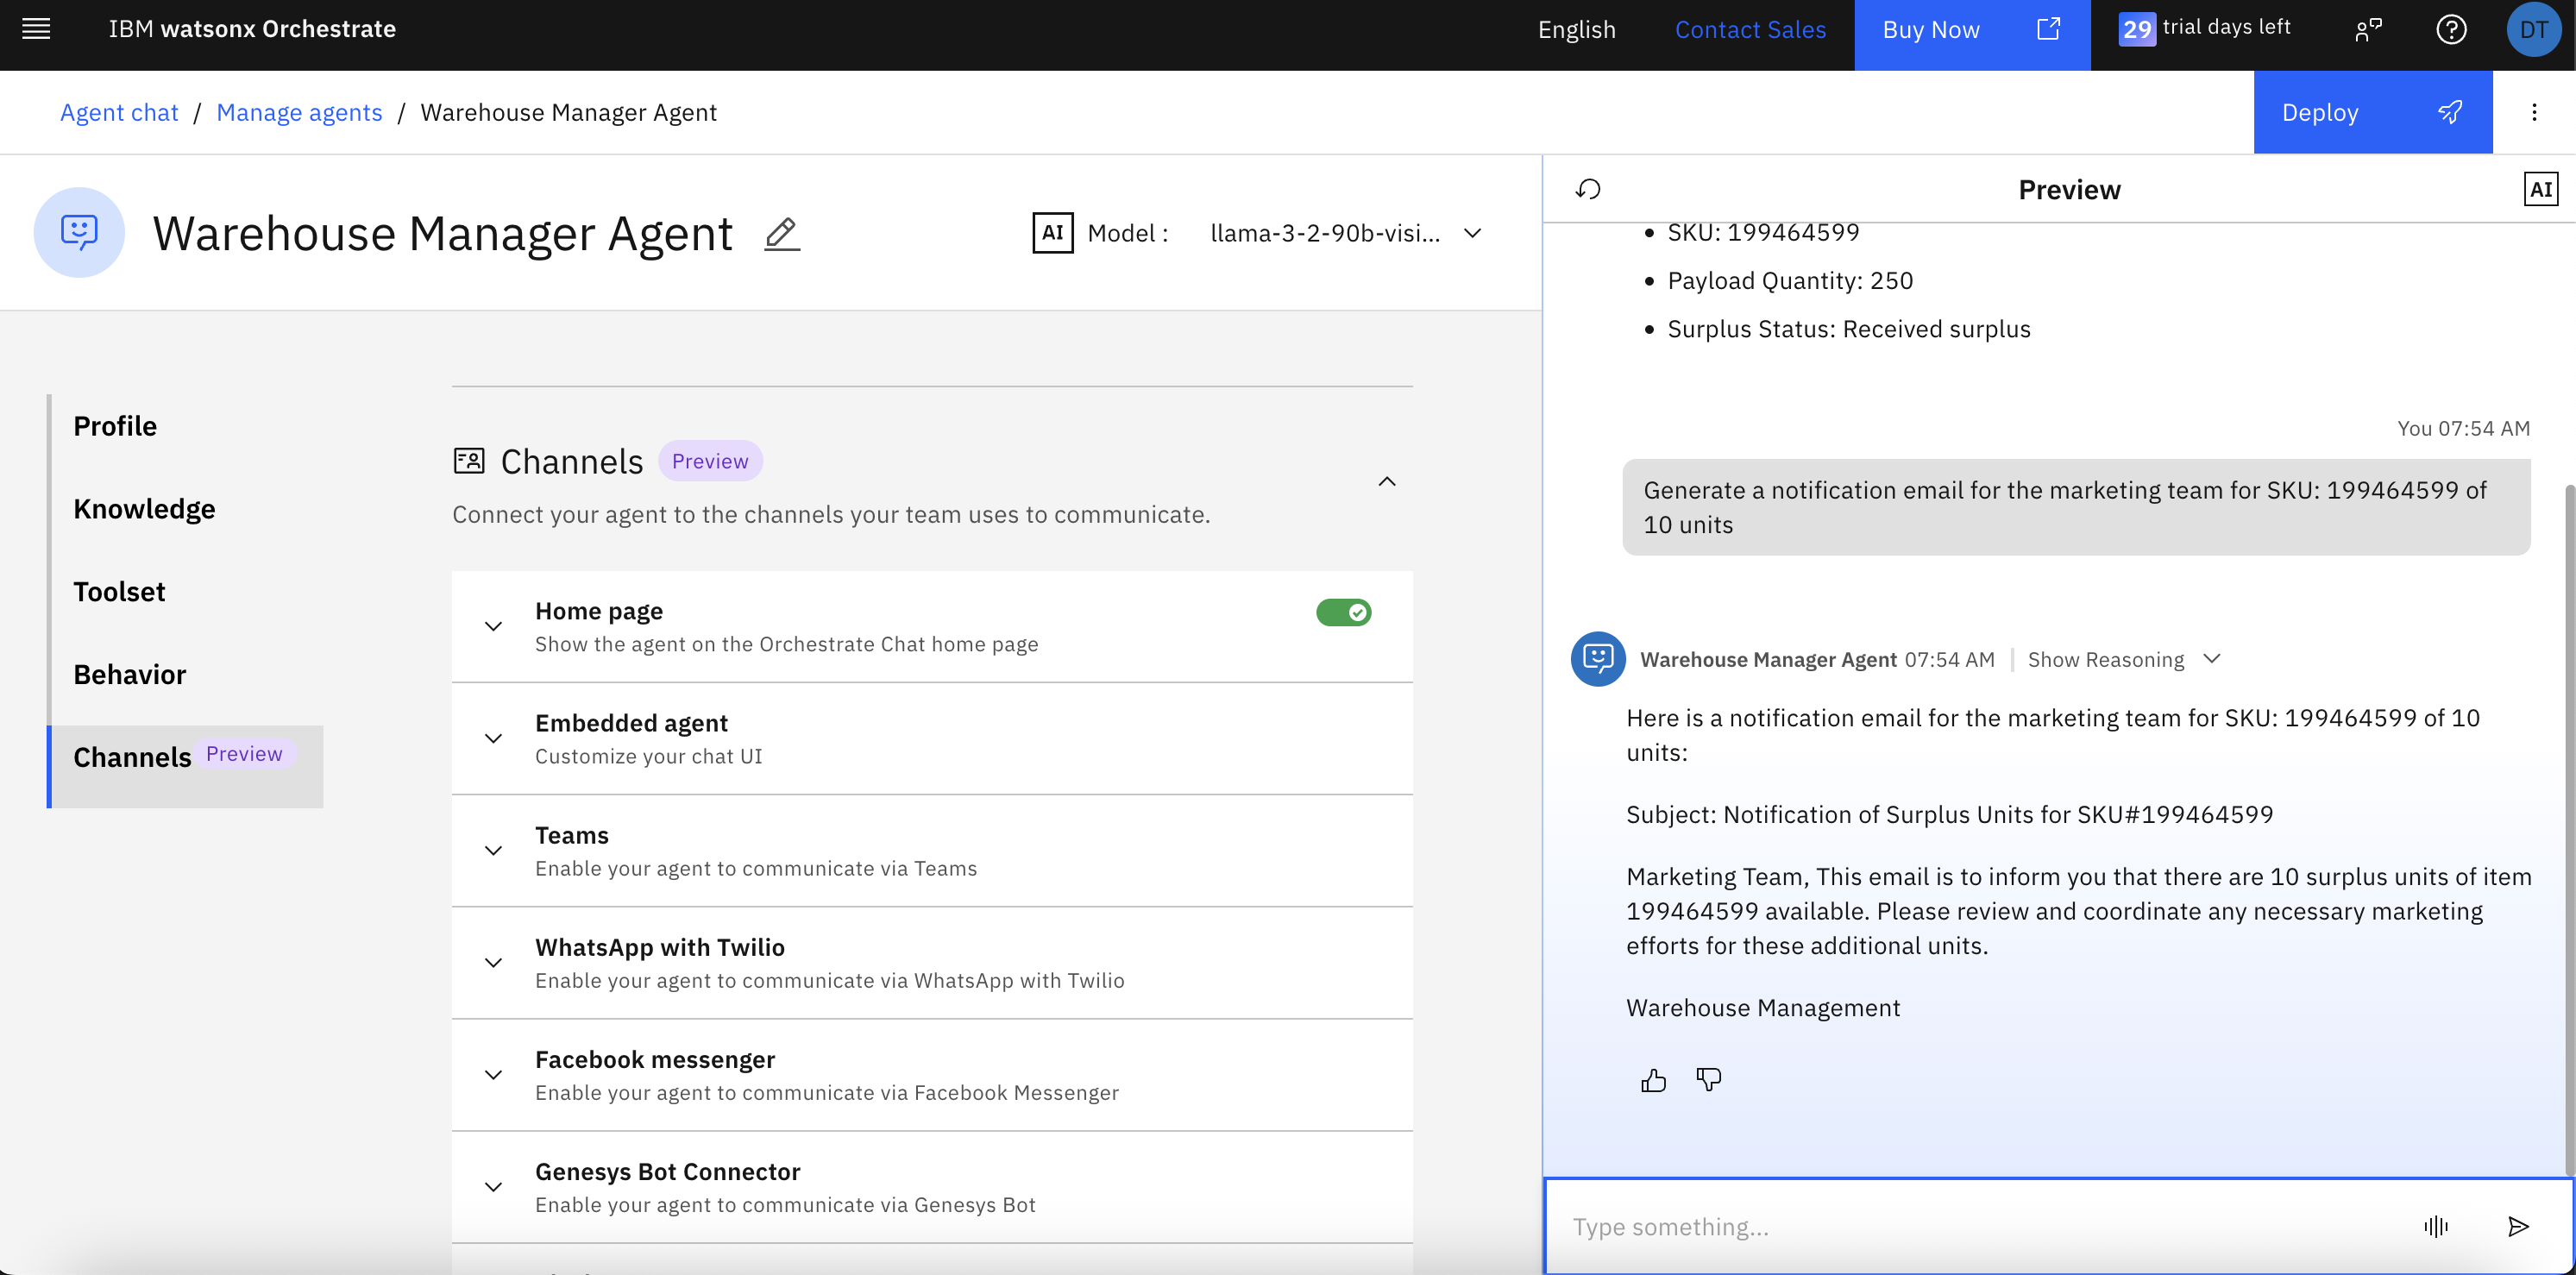 IBM watsonx Orchestrate
English
Contact Sales
Buy Now
29 trial days left
DT
Agent chat / Manage agents / Warehouse Manager Agent
Deploy
Warehouse Manager Agent
AI Model : llama-3-2-90b-visi...
Profile
Knowledge
Toolset
Behavior
Channels Preview
Channels Preview
Connect your agent to the channels your team uses to communicate.
Home page
Show the agent on the Orchestrate Chat home page
Embedded agent
Customize your chat UI
Teams
Enable your agent to communicate via Teams
WhatsApp with Twilio
Enable your agent to communicate via WhatsApp with Twilio
Facebook messenger
Enable your agent to communicate via Facebook Messenger
Genesys Bot Connector
Enable your agent to communicate via Genesys Bot
Preview
AI
• SKU: 199464599
• Payload Quantity: 250
• Surplus Status: Received surplus
You 07:54 AM
Generate a notification email for the marketing team for SKU: 199464599 of
10 units
Warehouse Manager Agent 07:54 AM | Show Reasoning
Here is a notification email for the marketing team for SKU: 199464599 of 10
units:
Subject: Notification of Surplus Units for SKU#199464599
Marketing Team, This email is to inform you that there are 10 surplus units of item
199464599 available. Please review and coordinate any necessary marketing
efforts for these additional units.
Warehouse Management
Type something...